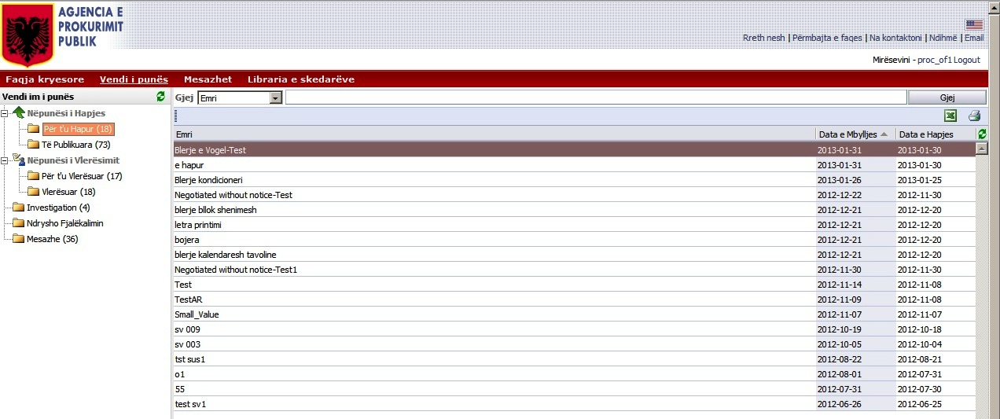 AGJENCIA E
PROKURIMIT
PUBLIK
Rreth nesh | Përmbajta e faqes | Na kontaktoni | Ndihmë | Email
Mirësevini - proc_of1 Logout
Faqja kryesore Vendi i punës Mesazhet Libraria e skedarëve
Vendi im i punës
Nëpunësi i Hapjes
Për t'u Hapur (18)
Të Publikuara (73)
Nëpunësi i Vlerësimit
Për t'u Vlerësuar (17)
Vlerësuar (18)
Investigation (4)
Ndrysho Fjalëkalimin
Mesazhe (36)
Gjej Emri Gjej
Emri Data e Mbylljes Data e Hapjes
Blerje e Vogel-Test 2013-01-31 2013-01-30
e hapur 2013-01-31 2013-01-30
Blerje kondicioneri 2013-01-26 2013-01-25
Negotiated without notice-Test 2012-12-22 2012-11-30
blerje bllok shenimesh 2012-12-21 2012-12-20
letra printimi 2012-12-21 2012-12-20
bojera 2012-12-21 2012-12-20
blerje kalendaresh tavoline 2012-12-21 2012-12-20
Negotiated without notice-Test1 2012-11-30 2012-11-30
Test 2012-11-14 2012-11-08
TestAR 2012-11-09 2012-11-08
Small_Value 2012-11-07 2012-11-07
sv 009 2012-10-19 2012-10-18
sv 003 2012-10-05 2012-10-04
tst sus1 2012-08-22 2012-08-21
o1 2012-08-01 2012-07-31
55 2012-07-31 2012-07-30
test sv1 2012-06-26 2012-06-25